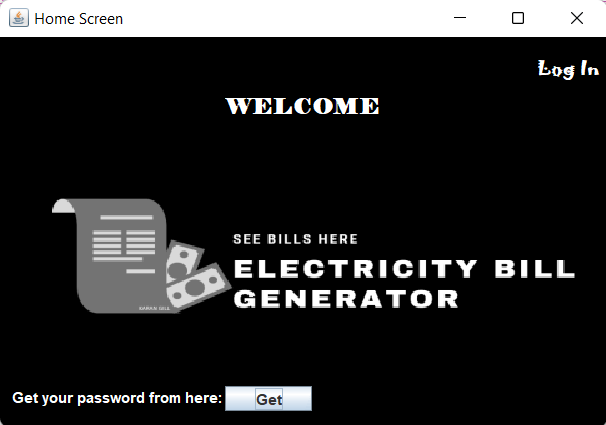 Home Screen
Log In
WELCOME
SEE BILLS HERE
ELECTRICITY BILL
GENERATOR
Get your password from here: Get